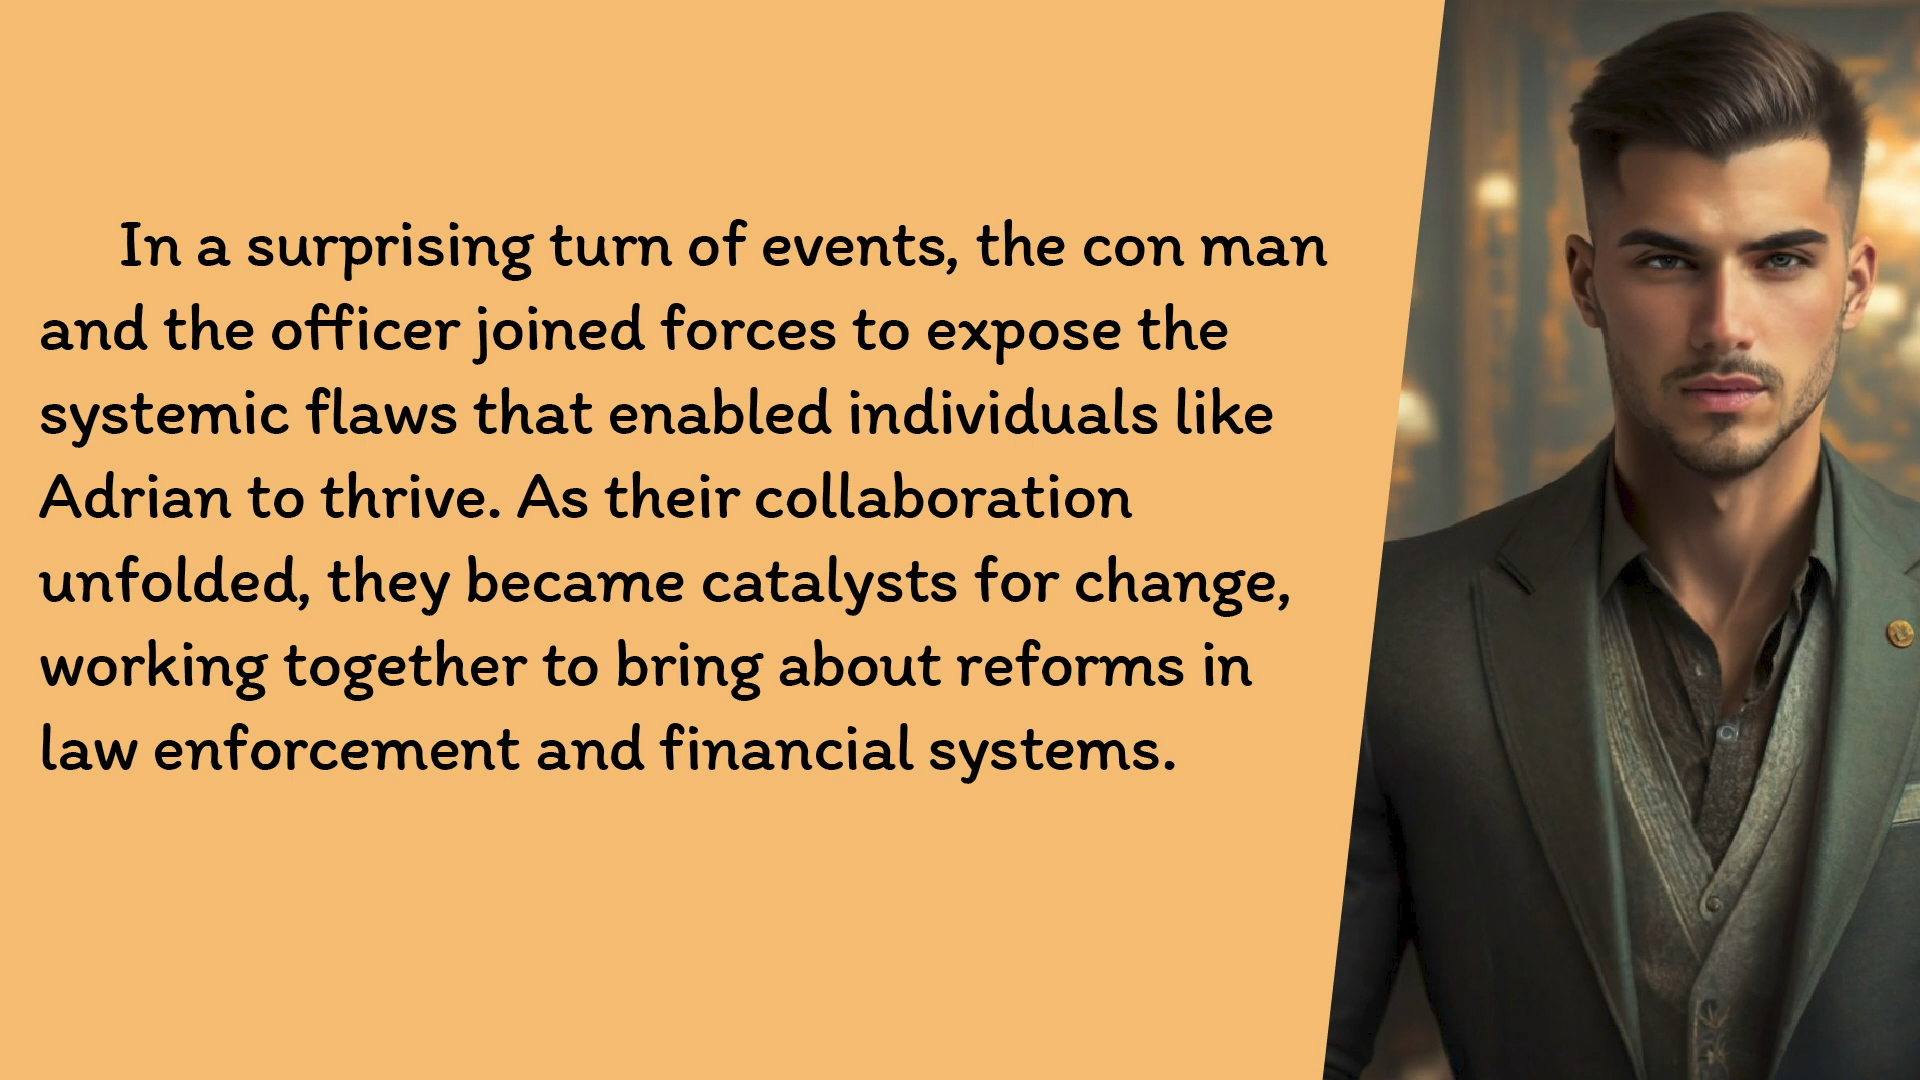 In a surprising turn of events, the con man
and the officer joined forces to expose the
systemic flaws that enabled individuals like
Adrian to thrive. As their collaboration
unfolded, they became catalysts for change,
working together to bring about reforms in
law enforcement and financial systems.